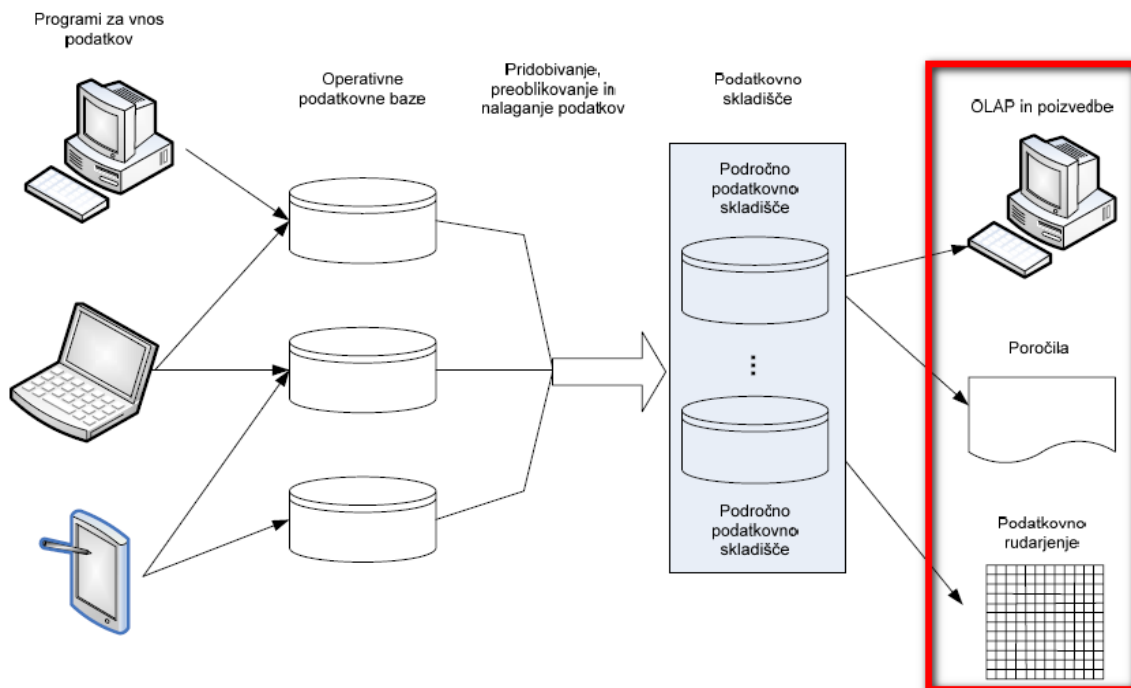 Programi za vnos
podatkov
Operativne
podatkovne baze
Pridobivanje,
preoblikovanje in
nalaganje podatkov
Podatkovno
skladišče
Področno
podatkovno
skladišče
Področno
podatkovno
skladišče
OLAP in poizvedbe
Poročila
Podatkovno
rudarjenje